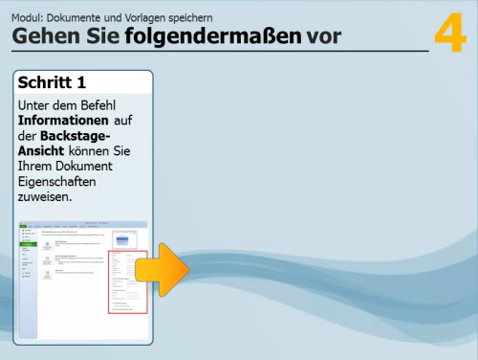 Modul: Dokumente und Vorlagen speichern
Gehen Sie folgendermaßen vor
4
Schritt 1
Unter dem Befehl
Informationen auf
der Backstage-
Ansicht können Sie
Ihrem Dokument
Eigenschaften
zuweisen.